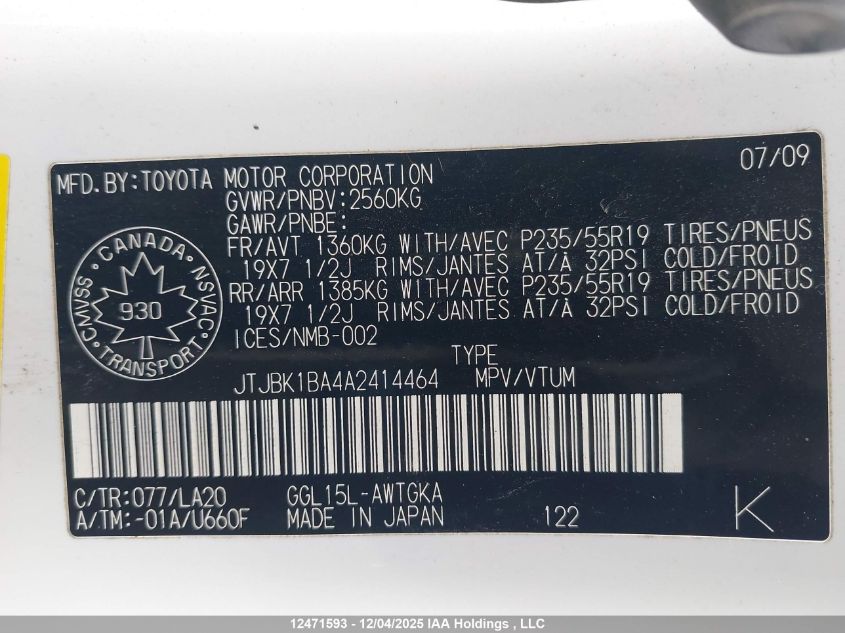 07/09
MFD.BY:TOYOTA MOTOR CORPORATION
GVWR/PNBV:2560KG
GAWR/PNBE:
FR/AVT 1360KG WITH/AVEC P235/55R19 TIRES/PNEUS
19X7 1/2J RIMS/JANTES AT/À 32PSI COLD/FROID
RR/ARR 1385KG WITH/AVEC P235/55R19 TIRES/PNEUS
19X7 1/2J RIMS/JANTES AT/À 32PSI COLD/FROID
ICES/NMB-002
CANADA
NSVAC
TRANSPORT
CMVSS
930
TYPE
JTJBK1BA4A2414464 MPV/VTUM
C/TR:077/LA20 GGL15L-AWTGKA
A/TM:-01A/U660F MADE IN JAPAN 122 K
12471593 - 12/04/2025 IAA Holdings , LLC